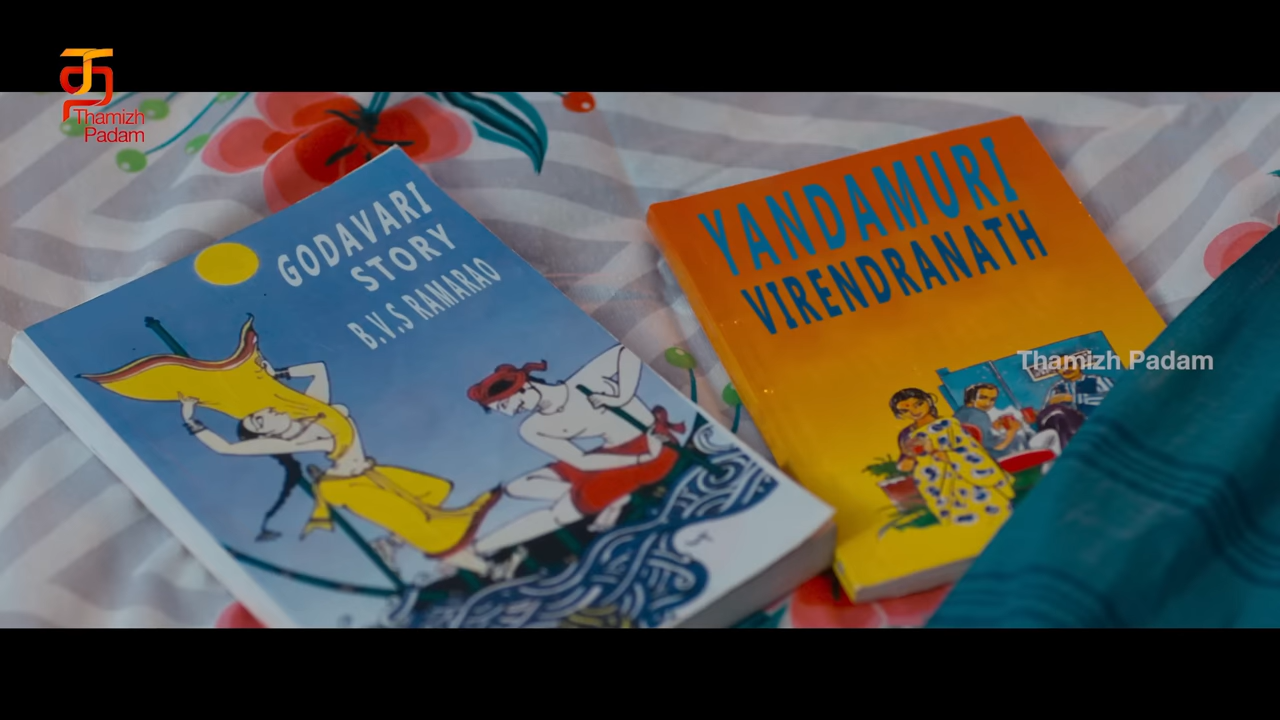 த
Thamizh
Padam
GODAVARI
STORY
B.V.S RAMARAO
YANDAMURI
VIRENDRANATH
Thamizh Padam